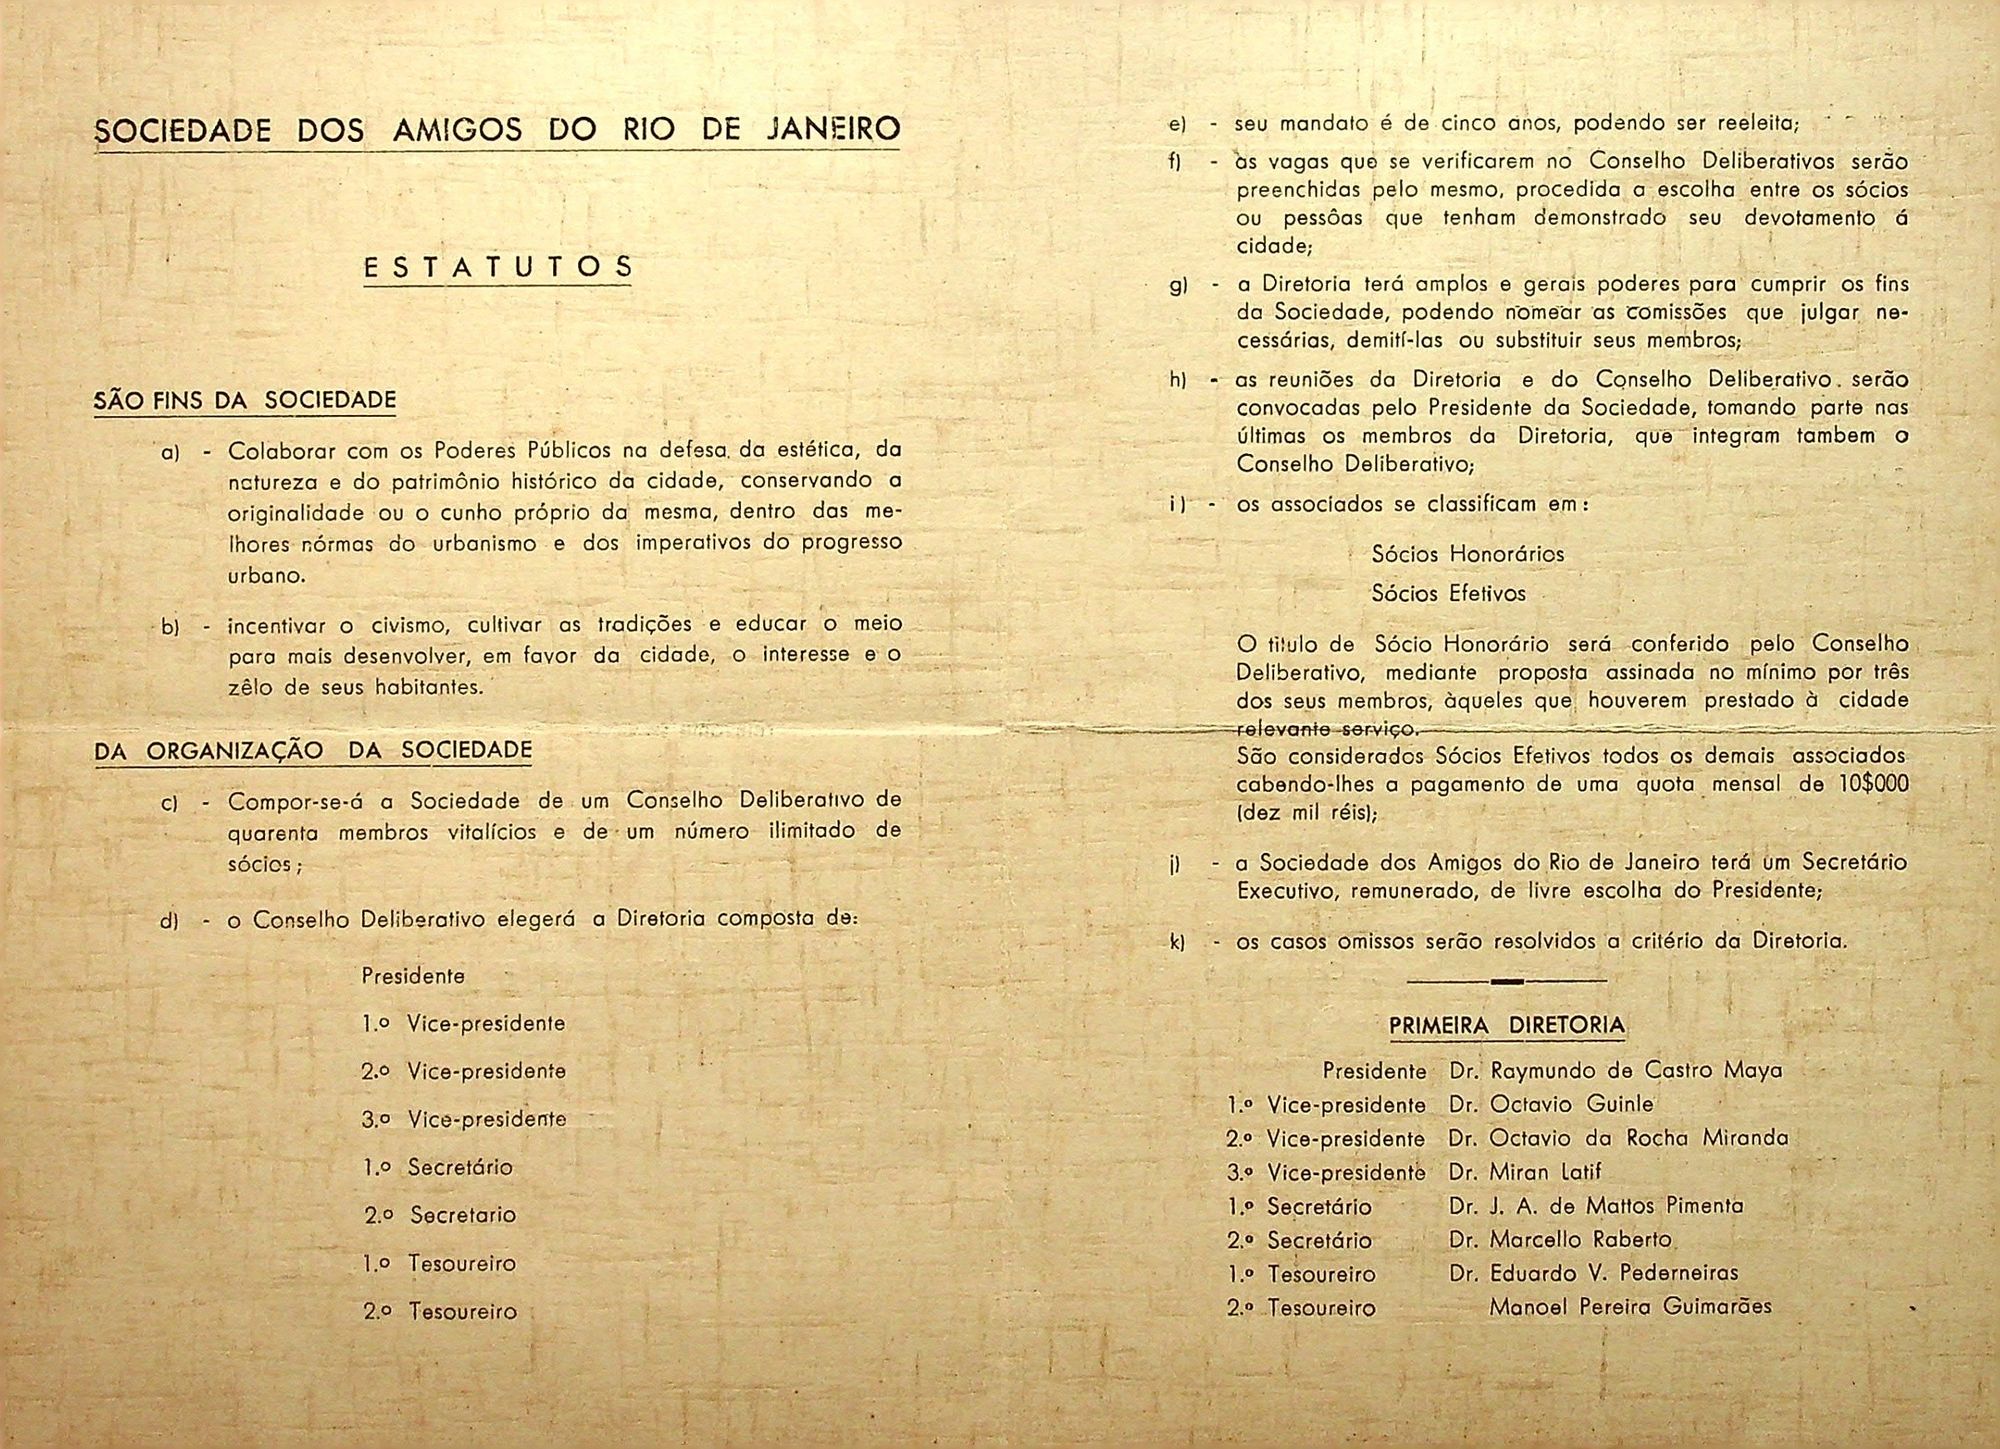 SOCIEDADE DOS AMIGOS DO RIO DE JANEIRO
ESTATUTOS
SÃO FINS DA SOCIEDADE
a) - Colaborar com os Poderes Públicos na defesa da estética, da
natureza e do patrimônio histórico da cidade, conservando a
originalidade ou o cunho próprio da mesma, dentro das me-
lhores nórmas do urbanismo e dos imperativos do progresso
urbano.
b) - incentivar o civismo, cultivar as tradições e educar o meio
para mais desenvolver, em favor da cidade, o interesse e o
zêlo de seus habitantes.
DA ORGANIZAÇÃO DA SOCIEDADE
c) - Compor-se-á a Sociedade de um Conselho Deliberativo de
quarenta membros vitalícios e de um número ilimitado de
sócios;
d) - o Conselho Deliberativo elegerá a Diretoria composta de:
Presidente
1.º Vice-presidente
2.º Vice-presidente
3.º Vice-presidente
1.º Secretário
2.º Secretario
1.º Tesoureiro
2.º Tesoureiro
e) - seu mandato é de cinco anos, podendo ser reeleita;
f) - as vagas que se verificarem no Conselho Deliberativos serão
preenchidas pelo mesmo, procedida a escolha entre os sócios
ou pessôas que tenham demonstrado seu devotamento á
cidade;
g) - a Diretoria terá amplos e gerais poderes para cumprir os fins
da Sociedade, podendo nomear as comissões que julgar ne-
cessárias, demití-las ou substituir seus membros;
h) - as reuniões da Diretoria e do Conselho Deliberativo. serão
convocadas pelo Presidente da Sociedade, tomando parte nas
últimas os membros da Diretoria, que integram tambem o
Conselho Deliberativo;
i) - os associados se classificam em:
Sócios Honorários
Sócios Efetivos
O titulo de Sócio Honorário será conferido pelo Conselho
Deliberativo, mediante proposta assinada no mínimo por três
dos seus membros, àqueles que houverem prestado à cidade
relevante serviço.
São considerados Sócios Efetivos todos os demais associados
cabendo-lhes a pagamento de uma quota mensal de 10$000
(dez mil réis);
j) - a Sociedade dos Amigos do Rio de Janeiro terá um Secretário
Executivo, remunerado, de livre escolha do Presidente;
k) - os casos omissos serão resolvidos a critério da Diretoria.
PRIMEIRA DIRETORIA
Presidente Dr. Raymundo de Castro Maya
1.º Vice-presidente Dr. Octavio Guinle
2.º Vice-presidente Dr. Octavio da Rocha Miranda
3.º Vice-presidente Dr. Miran Latif
1.º Secretário Dr. J. A. de Mattos Pimenta
2.º Secretário Dr. Marcello Raberto
1.º Tesoureiro Dr. Eduardo V. Pederneiras
2.º Tesoureiro Manoel Pereira Guimarães